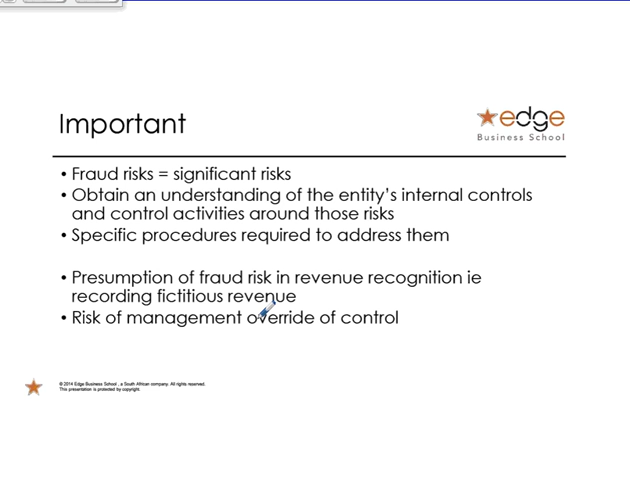 Important
edge
Business School
• Fraud risks = significant risks
• Obtain an understanding of the entity's internal controls
and control activities around those risks
• Specific procedures required to address them
• Presumption of fraud risk in revenue recognition ie
recording fictitious revenue
• Risk of management override of control
© 2014 Edge Business School , a South African company. All rights reserved.
This presentation is protected by copyright.